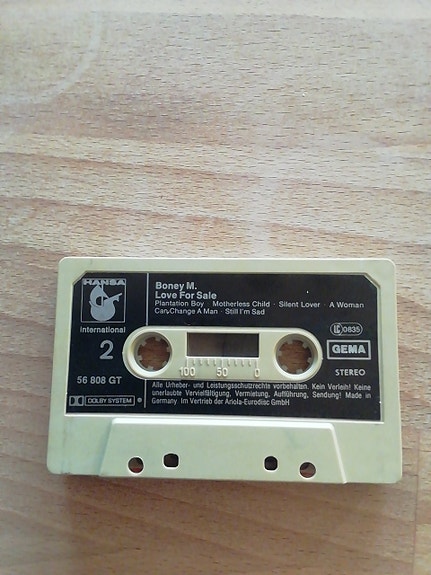 HANSA
International
2
56 808 GT
DOLBY SYSTEM
Boney M.
Love For Sale
Plantation Boy · Motherless Child · Silent Lover · A Woman
Can Change A Man · Still I'm Sad
LC 0835
GEMA
STEREO
100 50 0
Alle Urheber- und Leistungsschutzrechte vorbehalten. Kein Verleih! Keine
unerlaubte Vervielfältigung, Vermietung, Aufführung, Sendung! Made in
Germany Im Vertrieb der Ariola-Eurodisc GmbH